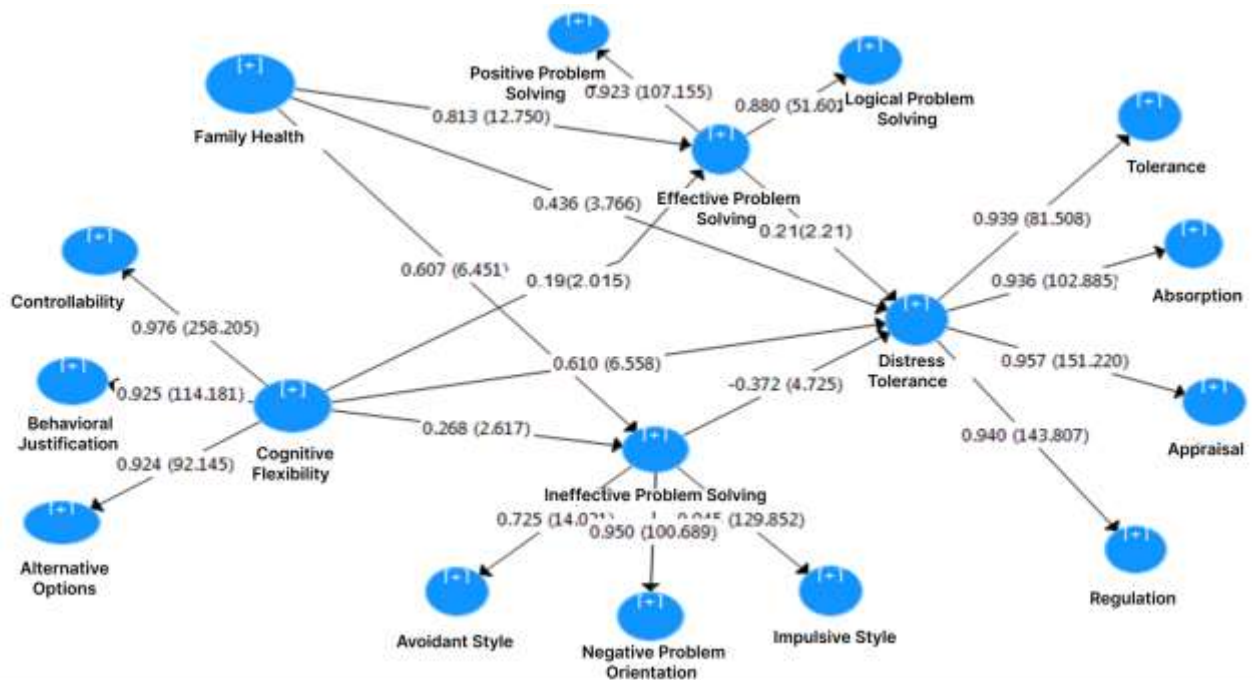 [+]
[+]
[+]
Positive Problem
Solving
0.923 (107.155)
0.880 (51.601
Logical Problem
Solving
Family Health
0.813 (12.750)
[+]
[+]
Tolerance
Effective Problem
Solving
0.436 (3.766)
0.21(2.21)
0.939 (81.508)
[+]
[+]
Controllability
0.607 (6.451)
0.19(2.015)
0.936 (102.885)
Absorption
0.976 (258.205)
[+]
Distress
Tolerance
0.610 (6.558)
0.957 (151.220)
[+]
0.925 (114.181)
[+]
-0.372 (4.725)
[+]
Behavioral
Justification
Cognitive
Flexibility
0.268 (2.617)
[+]
Appraisal
0.940 (143.807)
0.924 (92.145)
Ineffective Problem Solving
0.725
0.950 (100.689)
(129.852)
[+]
Alternative
Options
[+]
Regulation
[+]
[+]
[+]
Avoidant Style
Negative Problem
Orientation
Impulsive Style